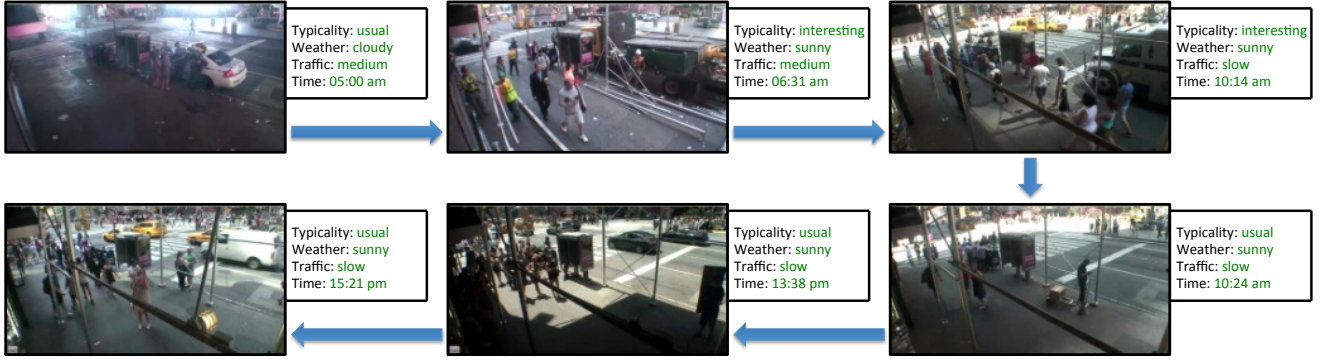 Typicality: usual
Weather: cloudy
Traffic: medium
Time: 05:00 am
Typicality: interesting
Weather: sunny
Traffic: medium
Time: 06:31 am
Typicality: interesting
Weather: sunny
Traffic: slow
Time: 10:14 am
Typicality: usual
Weather: sunny
Traffic: slow
Time: 15:21 pm
Typicality: usual
Weather: sunny
Traffic: slow
Time: 13:38 pm
Typicality: usual
Weather: sunny
Traffic: slow
Time: 10:24 am